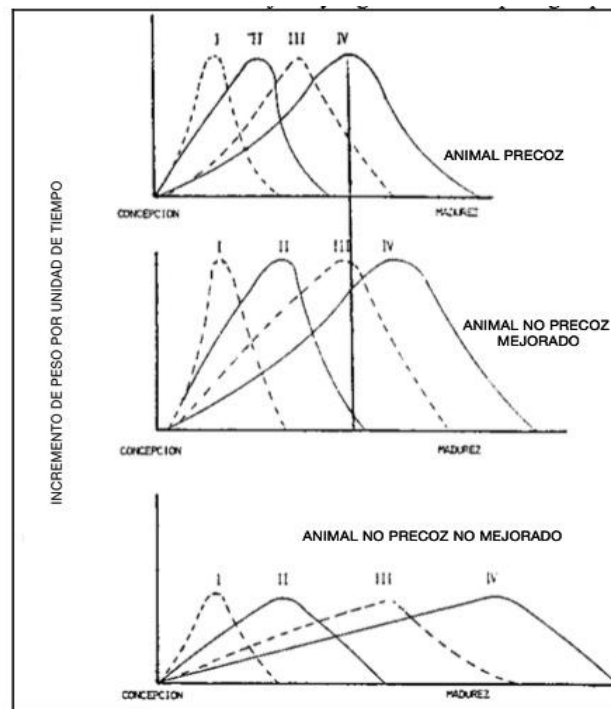 I II III IV
ANIMAL PRECOZ
CONCEPCION MADUREZ
I II III IV
ANIMAL NO PRECOZ
MEJORADO
CONCEPCION MADUREZ
ANIMAL NO PRECOZ NO MEJORADO
I II III IV
CONCEPCION MADUREZ
INCREMENTO DE PESO POR UNIDAD DE TIEMPO